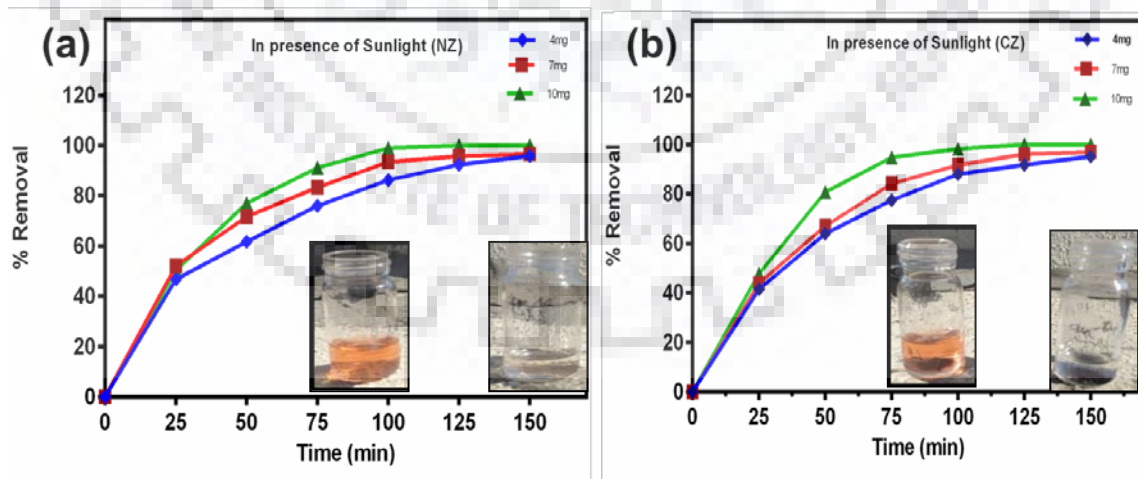 (a)
In presence of Sunlight (NZ)
4mg
7mg
10mg
% Removal
120
100
80
60
40
20
0
0 25 50 75 100 125 150
Time (min)
(b)
In presence of Sunlight (CZ)
4mg
7mg
10mg
% Removal
120
100
80
60
40
20
0
0 25 50 75 100 125 150
Time (min)